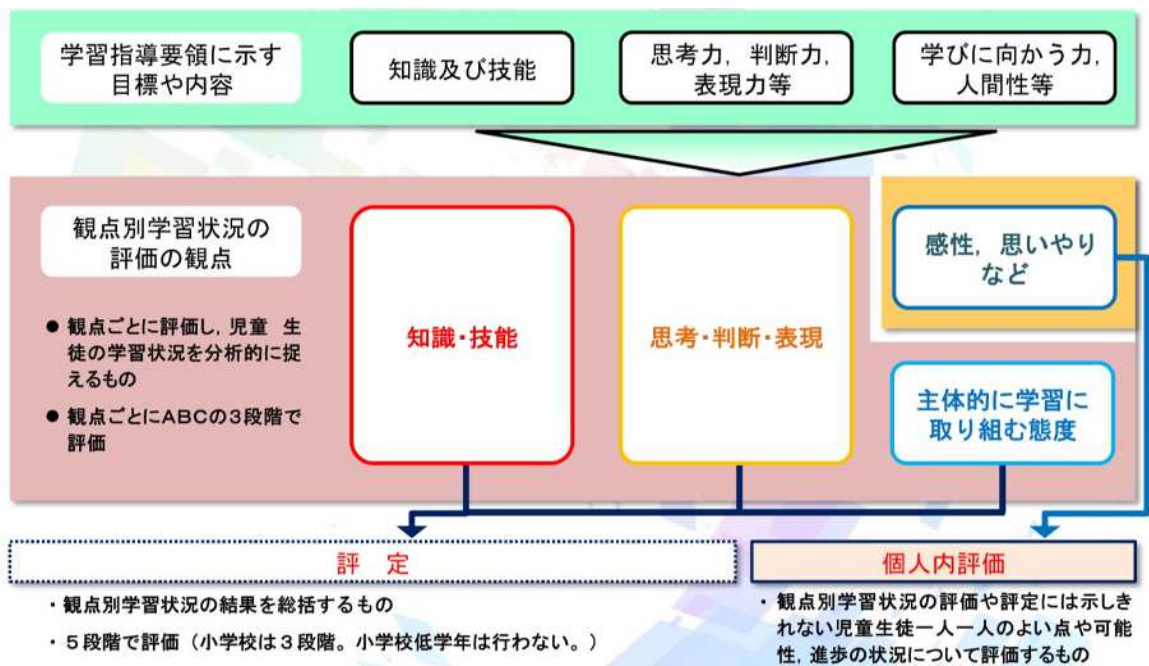 学習指導要領に示す
目標や内容
知識及び技能
思考力，判断力，
表現力等
学びに向かう力，
人間性等
観点別学習状況の
評価の観点
● 観点ごとに評価し，児童　生
徒の学習状況を分析的に捉
えるもの
● 観点ごとにＡＢＣの３段階で
評価
知識・技能
思考・判断・表現
感性，思いやり
など
主体的に学習に
取り組む態度
評　定
・観点別学習状況の結果を総括するもの
・５段階で評価（小学校は３段階。小学校低学年は行わない。）
個人内評価
・観点別学習状況の評価や評定には示しき
れない児童生徒一人一人のよい点や可能
性，進歩の状況について評価するもの